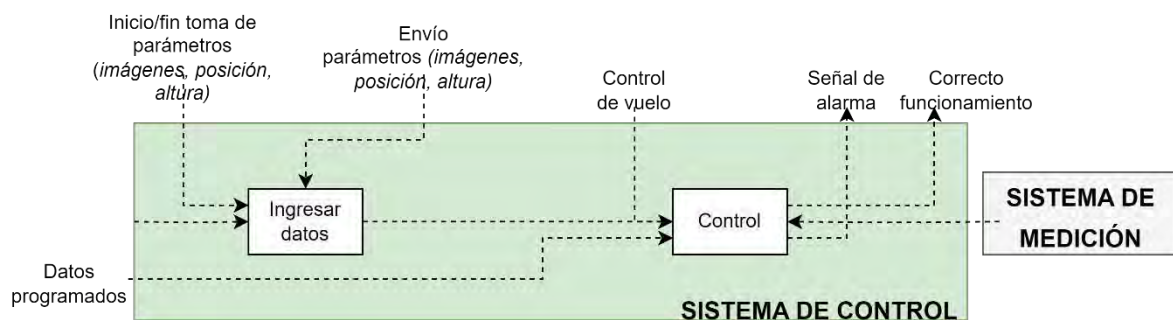 Inicio/fin toma de
parámetros
(imágenes, posición,
altura)
Envío
parámetros (imágenes,
posición, altura)
Control
de vuelo
Señal de
alarma
Correcto
funcionamiento
Ingresar
datos
Control
SISTEMA DE
MEDICIÓN
Datos
programados
SISTEMA DE CONTROL